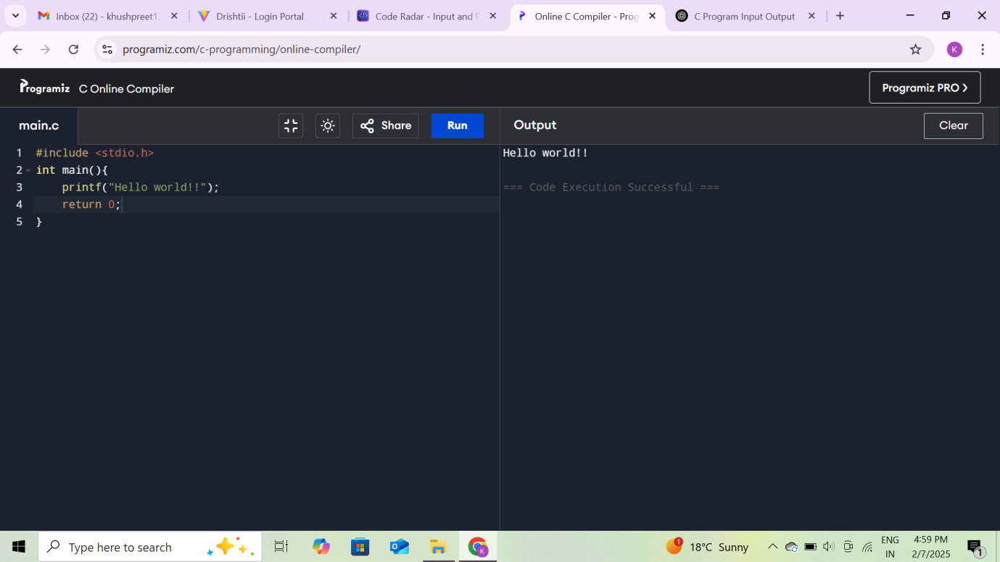 Inbox (22) - khushpreet13
Drishtii - Login Portal
Code Radar - Input and P
Online C Compiler - Prog
C Program Input Output
programiz.com/c-programming/online-compiler/
K
Programiz C Online Compiler
Programiz PRO
main.c
Share
Run
Output
Clear
1 #include <stdio.h>
2 int main(){
3 printf("Hello world!!");
4 return 0;
5 }
Hello world!!
=== Code Execution Successful ===
Type here to search
K
1
18°C Sunny
ENG
IN
4:59 PM
2/7/2025
1